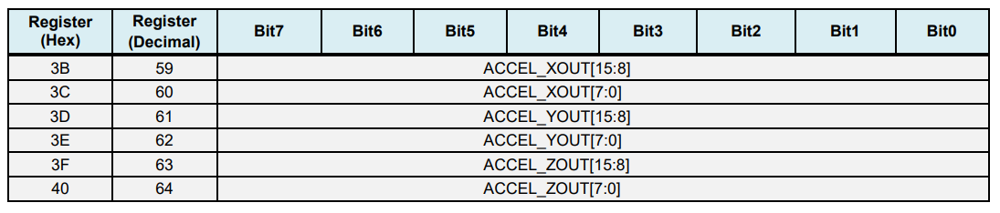 Register (Hex) Register (Decimal) Bit7 Bit6 Bit5 Bit4 Bit3 Bit2 Bit1 Bit0
3B 59 ACCEL_XOUT[15:8]
3C 60 ACCEL_XOUT[7:0]
3D 61 ACCEL_YOUT[15:8]
3E 62 ACCEL_YOUT[7:0]
3F 63 ACCEL_ZOUT[15:8]
40 64 ACCEL_ZOUT[7:0]